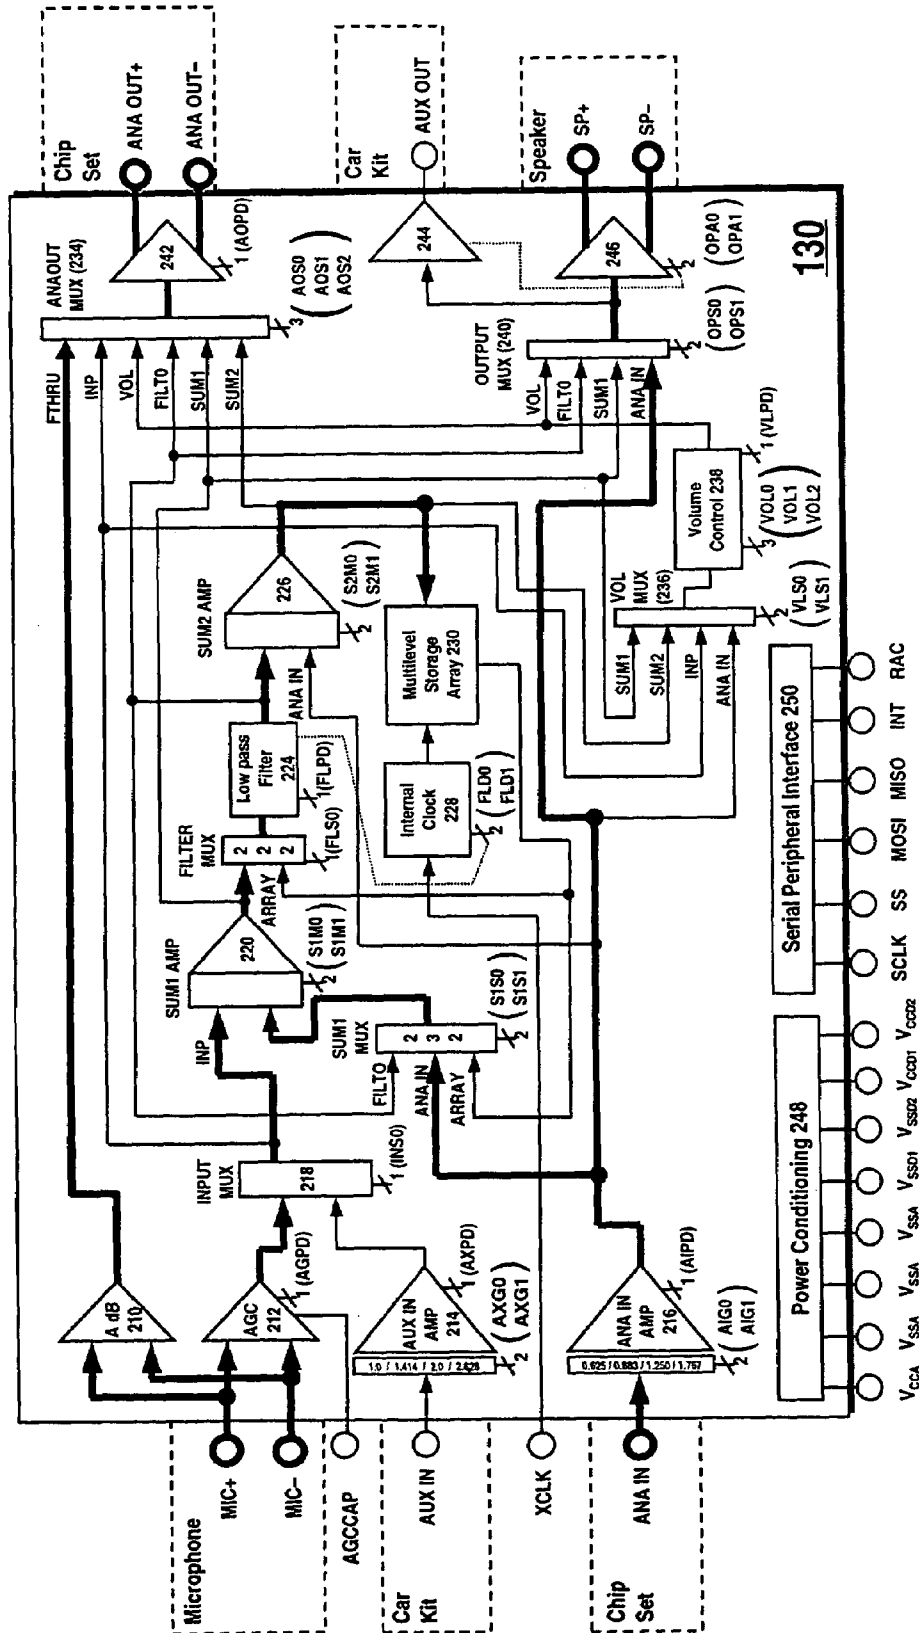 Chip
Set
ANA OUT+
ANA OUT–
Car
Kit
AUX OUT
Speaker
SP+
SP–
130
ANAOUT
MUX (234)
242
1 (AOPD)
3
(AOS0
AOS1
AOS2)
244
246
2
(OPA0
OPA1)
OUTPUT
MUX (240)
2
(OPS0
OPS1)
FTHRU
INP
VOL
FILT0
SUM1
SUM2
VOL
FILT0
SUM1
ANA IN
SUM2 AMP
226
2
(S2M0
S2M1)
ANA IN
Multilevel
Storage
Array 230
Volume
Control 238
1 (VLPD)
3
(VOL0
VOL1
VOL2)
VOL
MUX
(236)
2
(VLS0
VLS1)
SUM1
SUM2
INP
ANA IN
FILTER
MUX
2 2 2
1(FLS0)
ARRAY
Low pass
Filter
224
1(FLPD)
Internal
Clock
228
2
(FLD0
FLD1)
SUM1 AMP
220
2
(S1M0
S1M1)
INP
SUM1
MUX
2 3 2
2
(S1S0
S1S1)
FILTO
ANA IN
ARRAY
INPUT
MUX
218
1 (INS0)
A dB
210
AGC
212
1 (AGPD)
AUX IN
AMP
214
1 (AXPD)
1.0 / 1.414 / 2.0 / 2.828
2
(AXG0
AXG1)
ANA IN
AMP
216
1 (AIPD)
0.625 / 0.883 / 1.250 / 1.767
2
(AIG0
AIG1)
Microphone
MIC+
MIC–
AGCCAP
Car
Kit
AUX IN
XCLK
Chip
Set
ANA IN
Power Conditioning 248
Serial Peripheral Interface 250
VCCA
VSSA
VSSA
VSSA
VSSD1
VSSD2
VCCD1
VCCD2
SCLK
SS
MOSI
MISO
INT
RAC